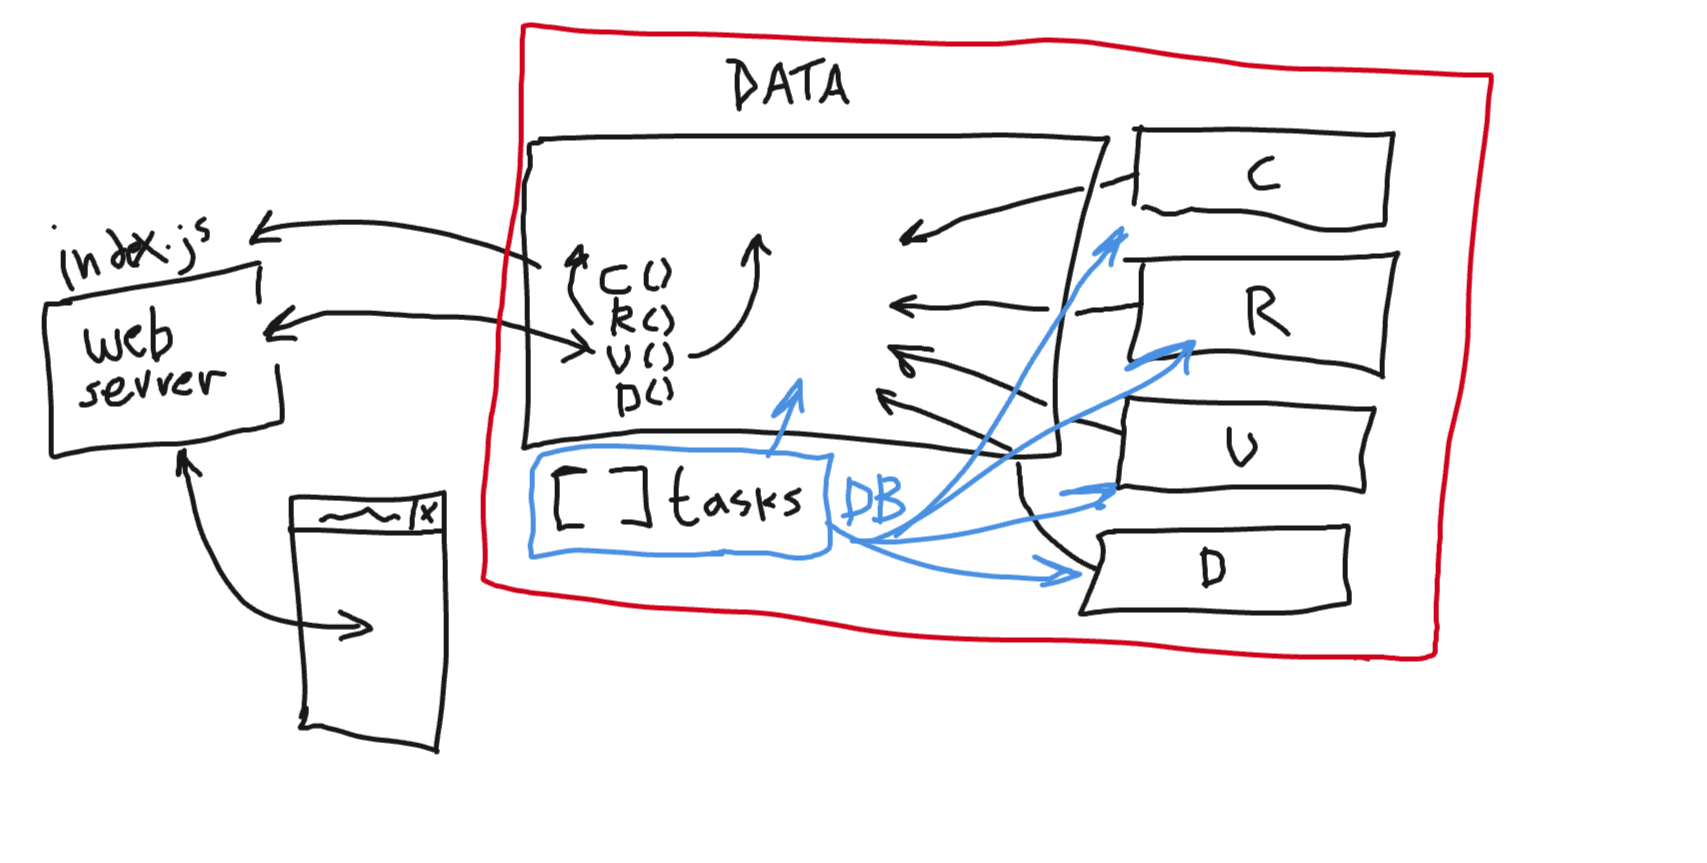 DATA
index.js
web
server
C()
R()
U()
D()
[ ] tasks
DB
C
R
U
D
x